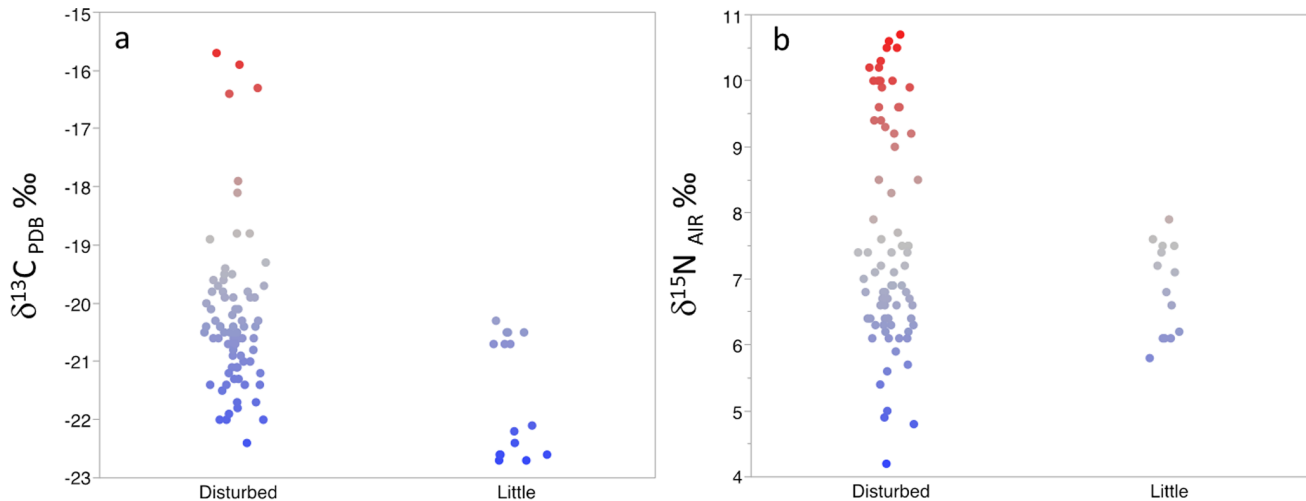 a
-15
-16
-17
-18
-19
-20
-21
-22
-23
δ¹³C PDB ‰
Disturbed Little
b
11
10
9
8
7
6
5
4
δ¹⁵N AIR ‰
Disturbed Little